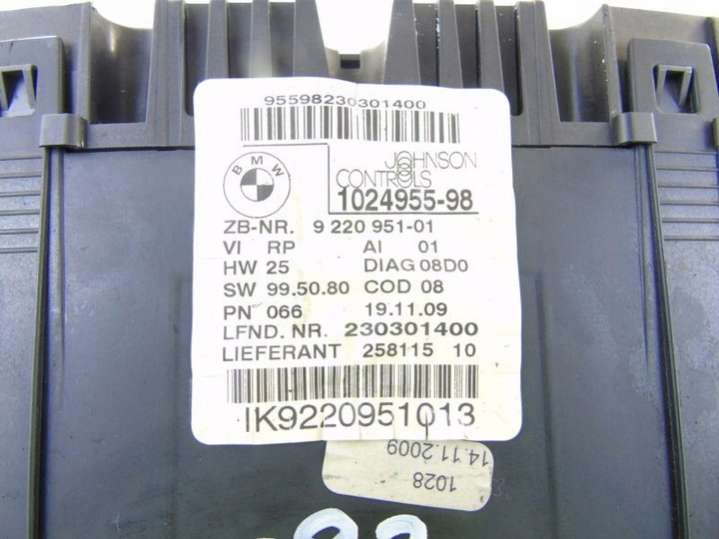 95598230301400
BMW
JOHNSON
CONTROLS
1024955-98
ZB-NR. 9 220 951-01
VI RP AI 01
HW 25 DIAG 08D0
SW 99.50.80 COD 08
PN 066 19.11.09
LFND. NR. 230301400
LIEFERANT 258115 10
IK9220951013
1028
14.11.2009